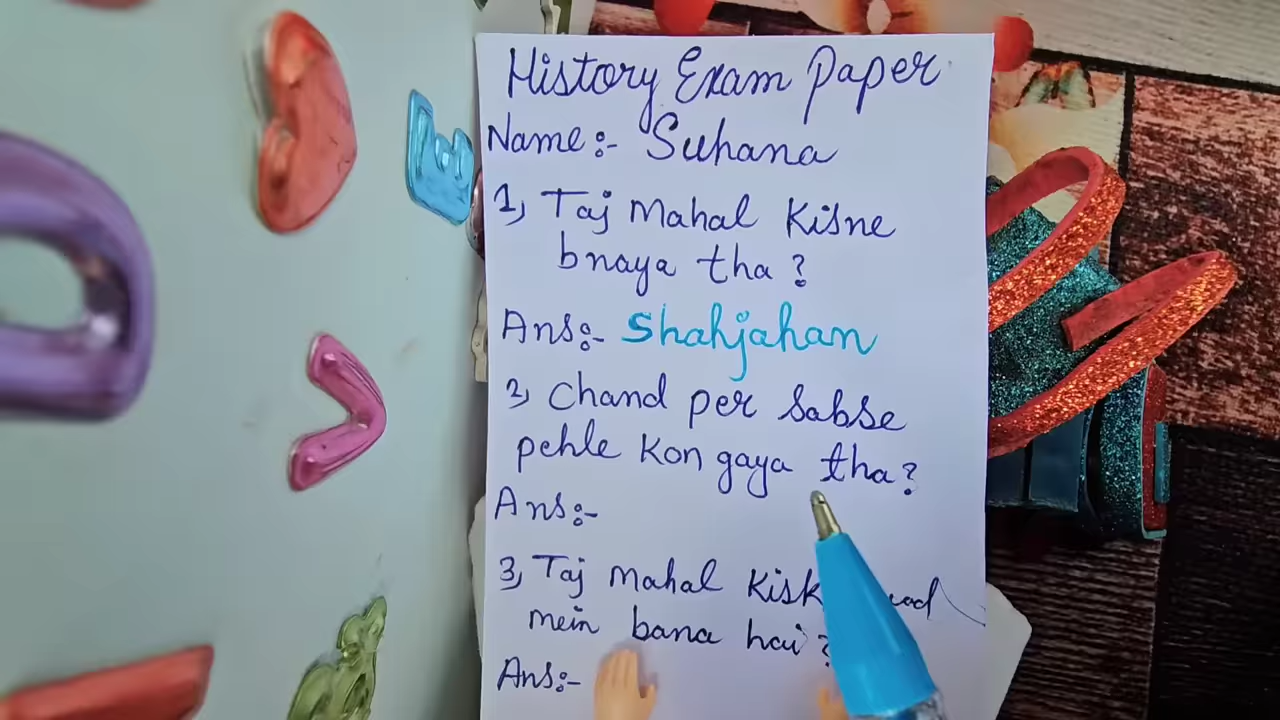 History Exam Paper
Name:- Suhana
1, Taj Mahal Kisne
bnaya tha?
Ans:- Shahjahan
2, Chand per sabse
pehle kon gaya tha?
Ans:-
3, Taj Mahal
mein bana hai?
Ans:-